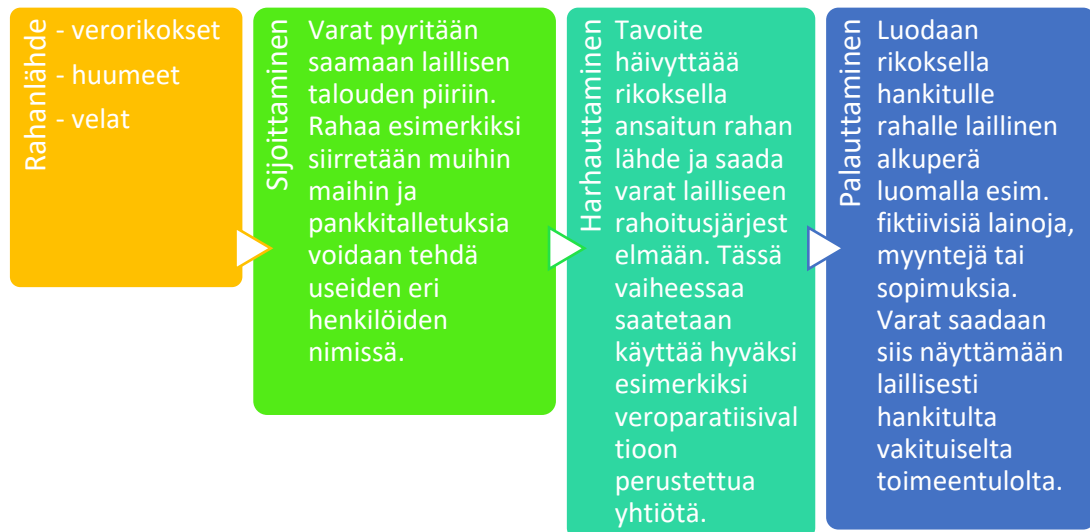 Rahanlähde
- verorikokset
- huumeet
- velat
Sijoittaminen
Varat pyritään
saamaan laillisen
talouden piiriin.
Rahaa esimerkiksi
siirretään muihin
maihin ja
pankkitalletuksia
voidaan tehdä
useiden eri
henkilöiden
nimissä.
Harhauttaminen
Tavoite
häivyttäää
rikoksella
ansaitun rahan
lähde ja saada
varat lailliseen
rahoitusjärjest
elmään. Tässä
vaiheessaa
saatetaan
käyttää hyväksi
esimerkiksi
veroparatiisival
tioon
perustettua
yhtiötä.
Palauttaminen
Luodaan
rikoksella
hankitulle
rahalle laillinen
alkuperä
luomalla esim.
fiktiivisiä lainoja,
myyntejä tai
sopimuksia.
Varat saadaan
siis näyttämään
laillisesti
hankitulta
vakituiselta
toimeentulolta.